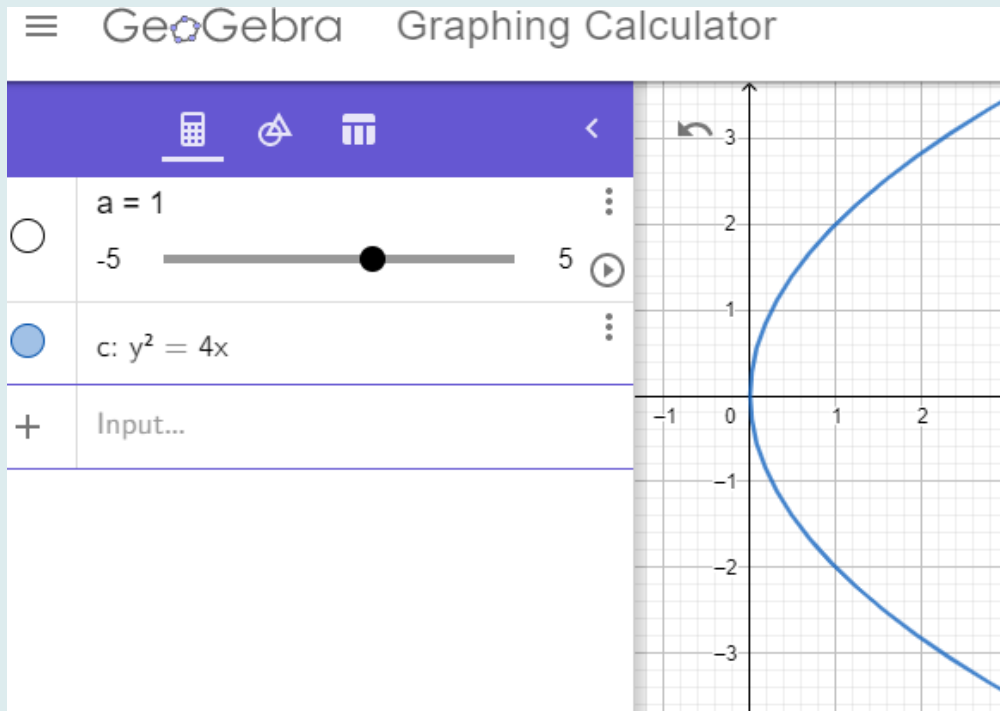 GeoGebra Graphing Calculator
a = 1
-5 5
c: y² = 4x
+ Input...
3
2
1
−1 0 1 2
−1
−2
−3